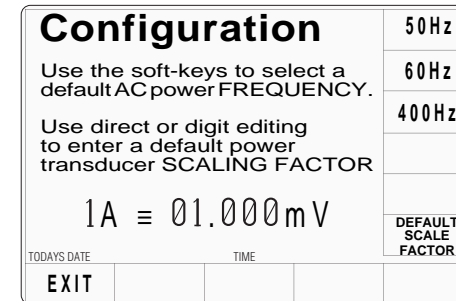 Configuration
Use the soft-keys to select a
default AC power FREQUENCY.
Use direct or digit editing
to enter a default power
transducer SCALING FACTOR
1A ≡ 01.000mV
TODAYS DATE
TIME
EXIT
50Hz
60Hz
400Hz
DEFAULT
SCALE
FACTOR